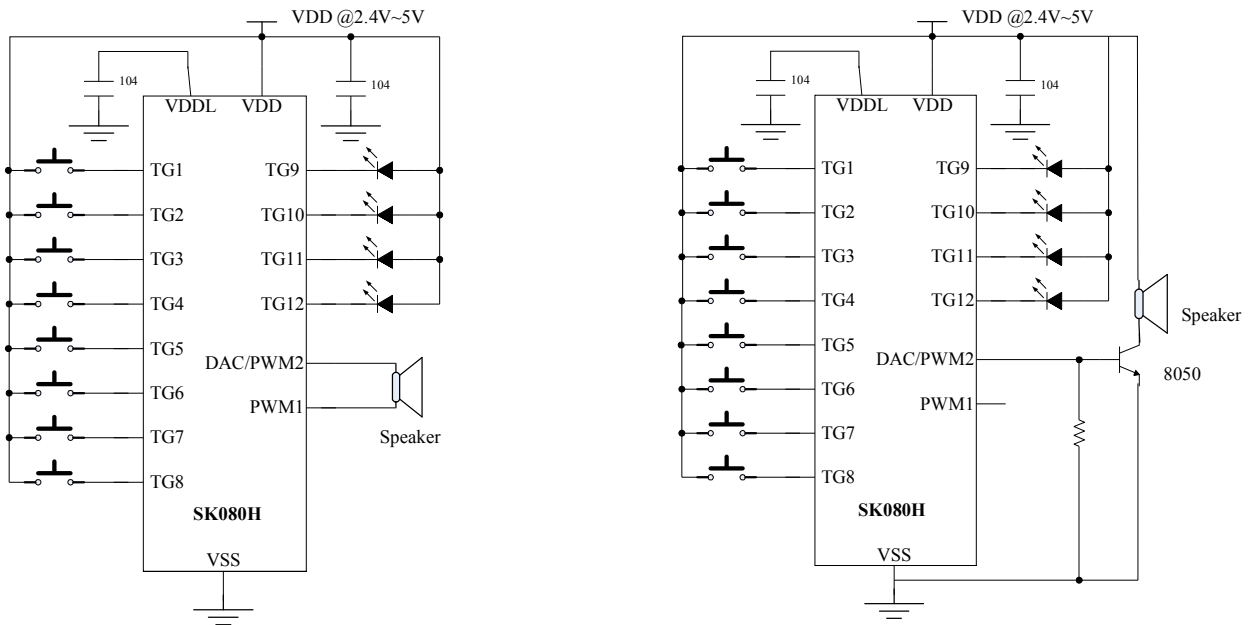 VDD @2.4V~5V
104
104
VDDL
VDD
TG1
TG2
TG3
TG4
TG5
TG6
TG7
TG8
TG9
TG10
TG11
TG12
DAC/PWM2
PWM1
Speaker
SK080H
VSS
VDD @2.4V~5V
104
104
VDDL
VDD
TG1
TG2
TG3
TG4
TG5
TG6
TG7
TG8
TG9
TG10
TG11
TG12
DAC/PWM2
PWM1
Speaker
8050
SK080H
VSS